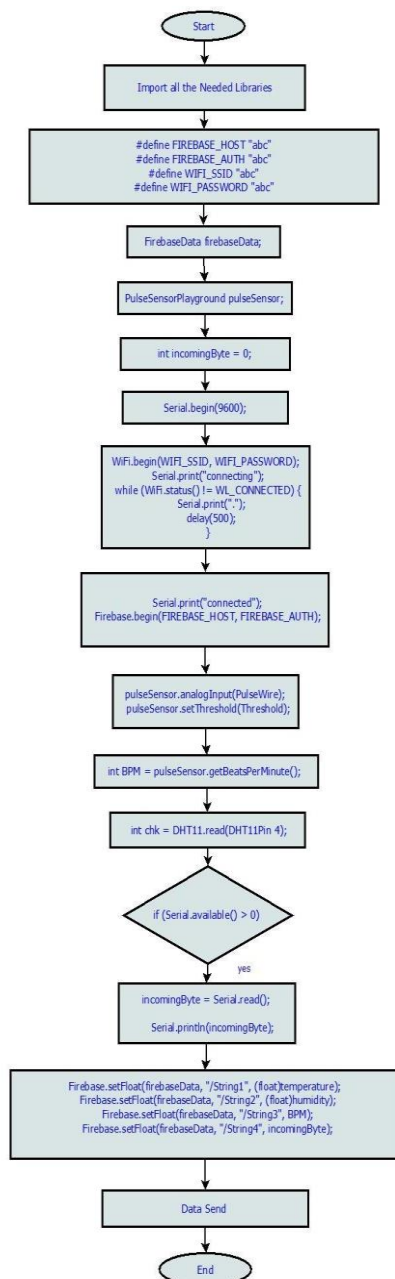 Start
Import all the Needed Libraries
#define FIREBASE_HOST "abc"
#define FIREBASE_AUTH "abc"
#define WIFI_SSID "abc"
#define WIFI_PASSWORD "abc"
FirebaseData firebaseData;
PulseSensorPlayground pulseSensor;
int incomingByte = 0;
Serial.begin(9600);
WiFi.begin(WIFI_SSID, WIFI_PASSWORD);
Serial.print("connecting");
while (WiFi.status() != WL_CONNECTED) {
Serial.print(".");
delay(500);
}
Serial.print("connected");
Firebase.begin(FIREBASE_HOST, FIREBASE_AUTH);
pulseSensor.analogInput(PulseWire);
pulseSensor.setThreshold(Threshold);
int BPM = pulseSensor.getBeatsPerMinute();
int chk = DHT11.read(DHT11Pin 4);
if (Serial.available() > 0)
yes
incomingByte = Serial.read();
Serial.println(incomingByte);
Firebase.setFloat(firebaseData, "/String1", (float)temperature);
Firebase.setFloat(firebaseData, "/String2", (float)humidity);
Firebase.setFloat(firebaseData, "/String3", BPM);
Firebase.setFloat(firebaseData, "/String4", incomingByte);
Data Send
End